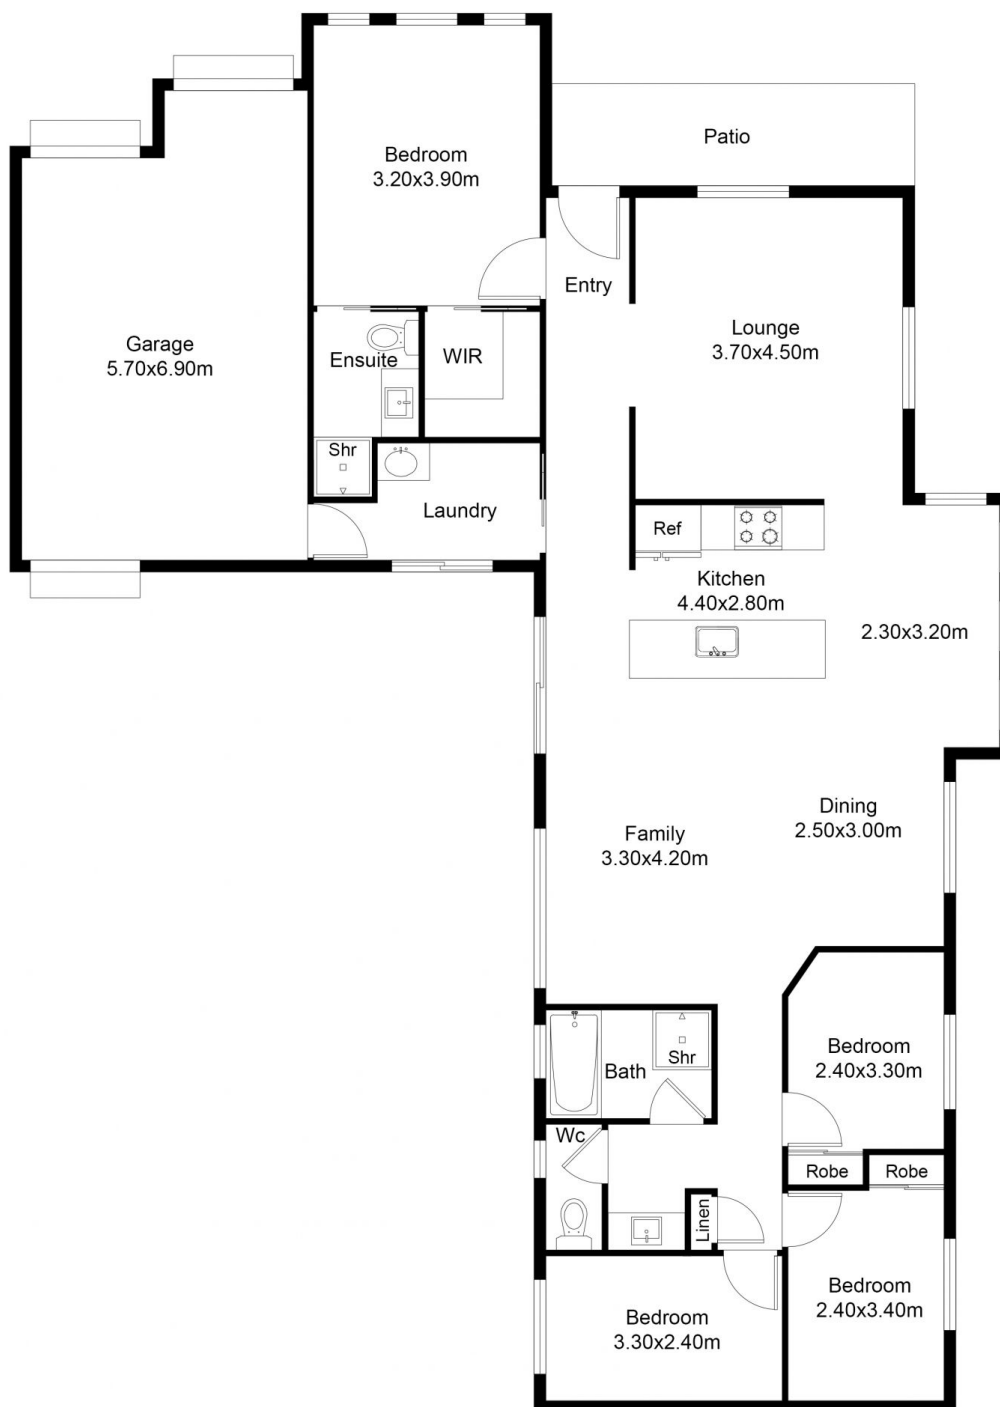 Patio
Bedroom
3.20x3.90m
Entry
Lounge
3.70x4.50m
Garage
5.70x6.90m
Ensuite
WIR
Shr
Laundry
Ref
Kitchen
4.40x2.80m
2.30x3.20m
Dining
2.50x3.00m
Family
3.30x4.20m
Bedroom
2.40x3.30m
Shr
Bath
Wc
Robe
Robe
Linen
Bedroom
2.40x3.40m
Bedroom
3.30x2.40m